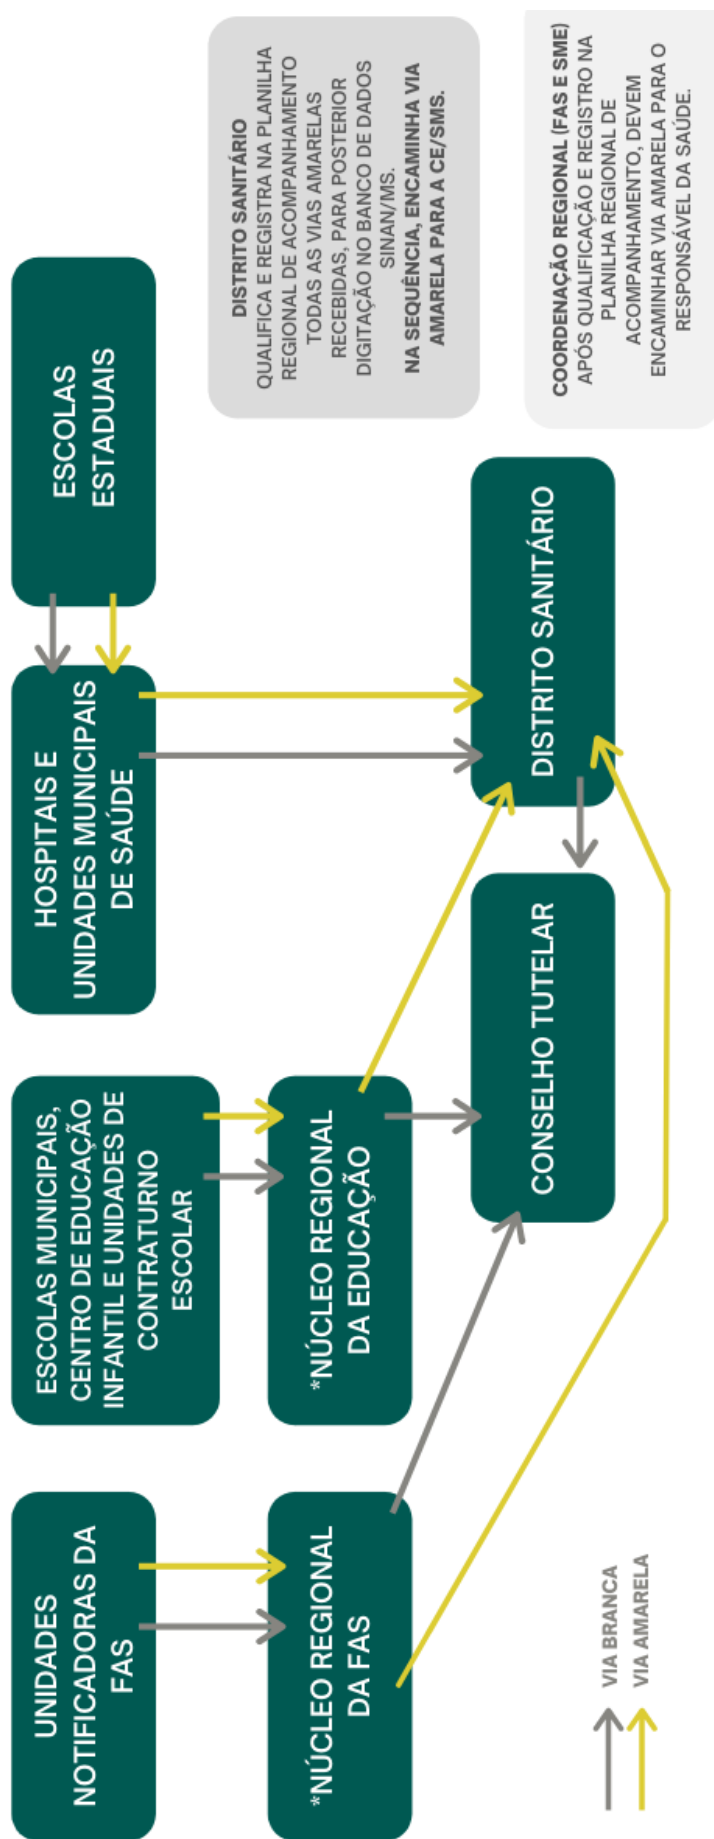 UNIDADES
NOTIFICADORAS DA
FAS
ESCOLAS MUNICIPAIS,
CENTRO DE EDUCAÇÃO
INFANTIL E UNIDADES DE
CONTRATURNO
ESCOLAR
HOSPITAIS E
UNIDADES MUNICIPAIS
DE SAÚDE
ESCOLAS
ESTADUAIS
*NÚCLEO REGIONAL
DA FAS
*NÚCLEO REGIONAL
DA EDUCAÇÃO
CONSELHO TUTELAR
DISTRITO SANITÁRIO
DISTRITO SANITÁRIO
QUALIFICA E REGISTRA NA PLANILHA
REGIONAL DE ACOMPANHAMENTO
TODAS AS VIAS AMARELAS
RECEBIDAS, PARA POSTERIOR
DIGITAÇÃO NO BANCO DE DADOS
SINAN/MS.
NA SEQUÊNCIA, ENCAMINHA VIA
AMARELA PARA A CE/SMS.
COORDENAÇÃO REGIONAL (FAS E SME)
APÓS QUALIFICAÇÃO E REGISTRO NA
PLANILHA REGIONAL DE
ACOMPANHAMENTO, DEVEM
ENCAMINHAR VIA AMARELA PARA O
RESPONSÁVEL DA SAÚDE.
VIA BRANCA
VIA AMARELA